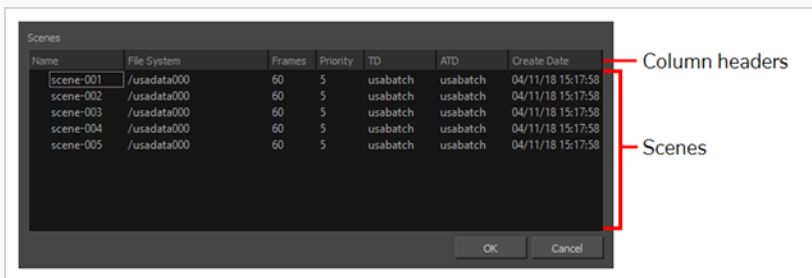 Scenes
Name File System Frames Priority TD ATD Create Date
scene-001 /usadata000 60 5 usabatch usabatch 04/11/18 15:17:58
scene-002 /usadata000 60 5 usabatch usabatch 04/11/18 15:17:58
scene-003 /usadata000 60 5 usabatch usabatch 04/11/18 15:17:58
scene-004 /usadata000 60 5 usabatch usabatch 04/11/18 15:17:58
scene-005 /usadata000 60 5 usabatch usabatch 04/11/18 15:17:58
OK Cancel
Column headers
Scenes